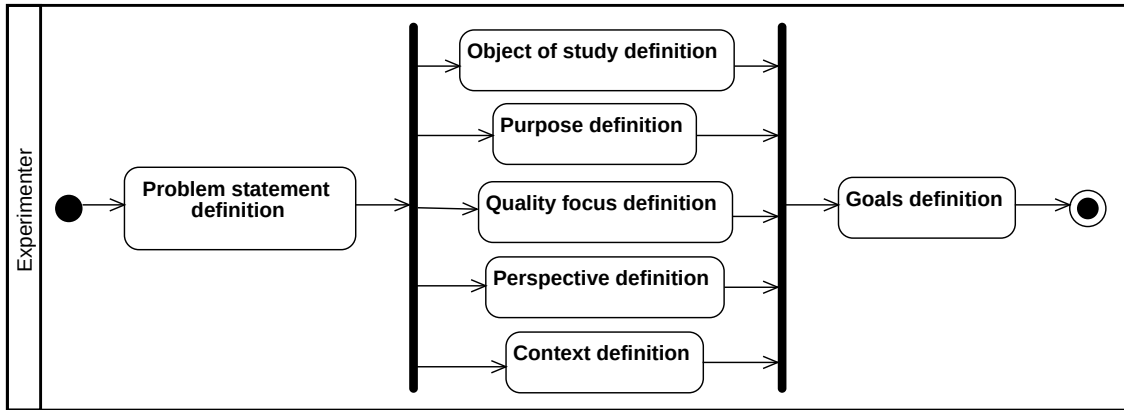 Experimenter
Problem statement
definition
Object of study definition
Purpose definition
Quality focus definition
Perspective definition
Context definition
Goals definition